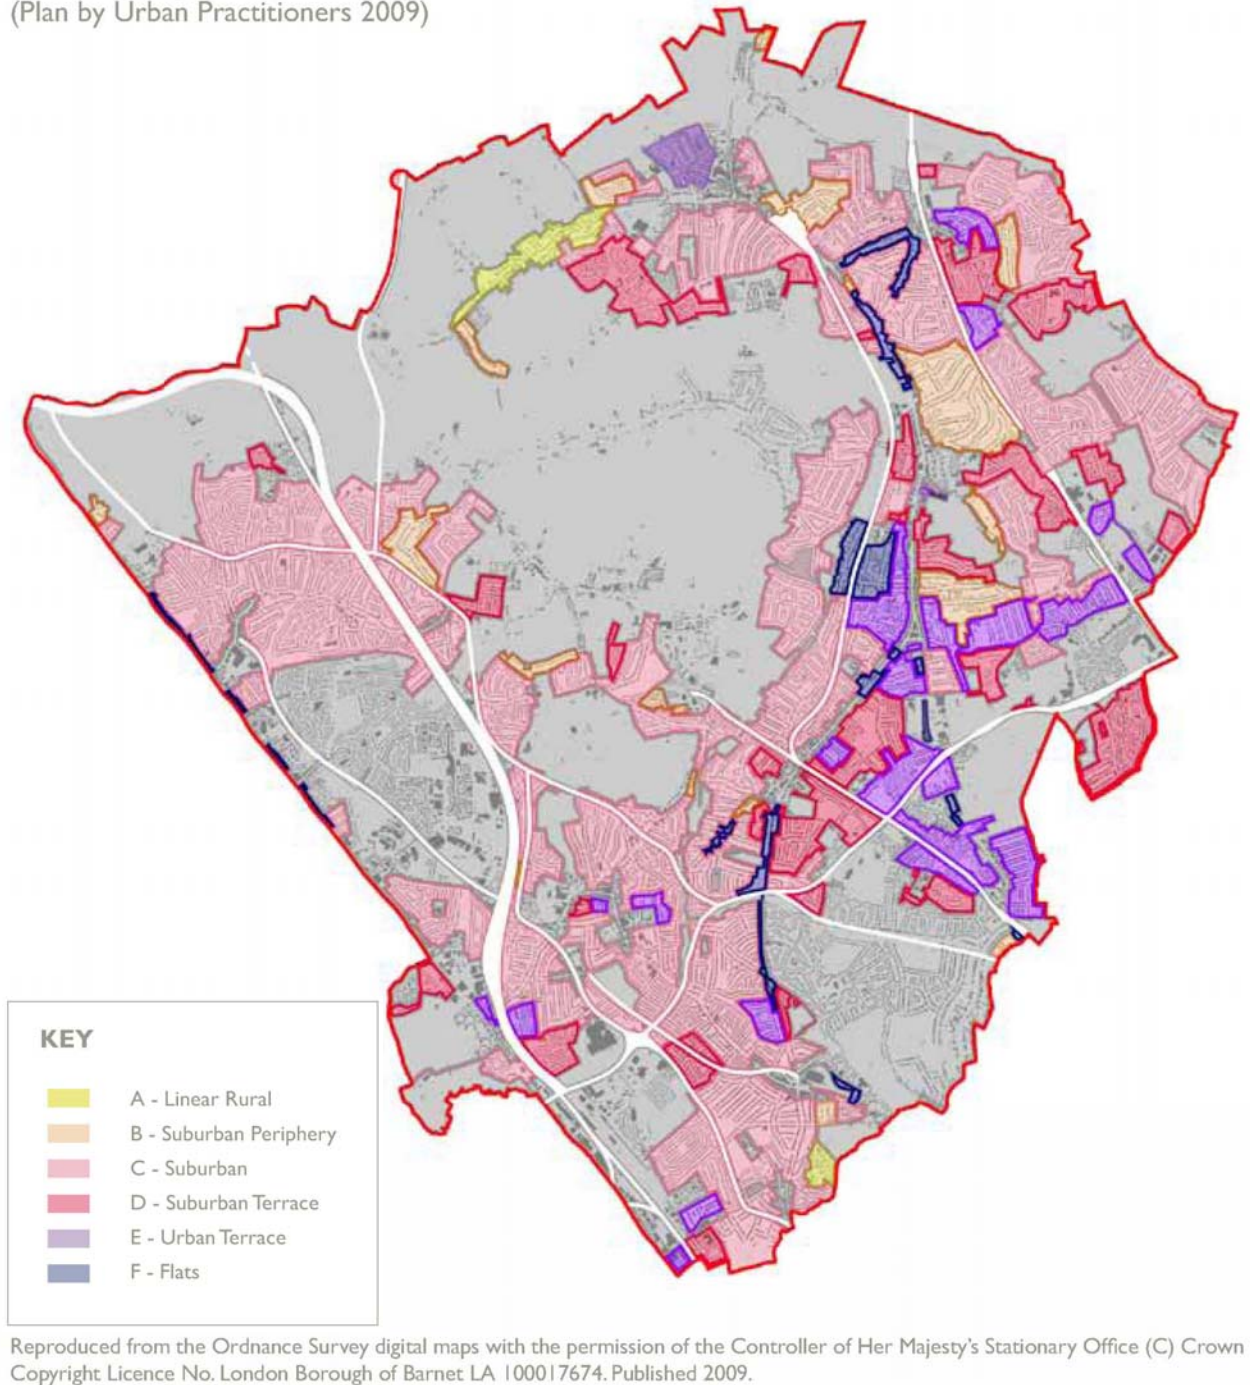 (Plan by Urban Practitioners 2009)
KEY
A - Linear Rural
B - Suburban Periphery
C - Suburban
D - Suburban Terrace
E - Urban Terrace
F - Flats
Reproduced from the Ordnance Survey digital maps with the permission of the Controller of Her Majesty's Stationary Office (C) Crown
Copyright Licence No. London Borough of Barnet LA 100017674. Published 2009.